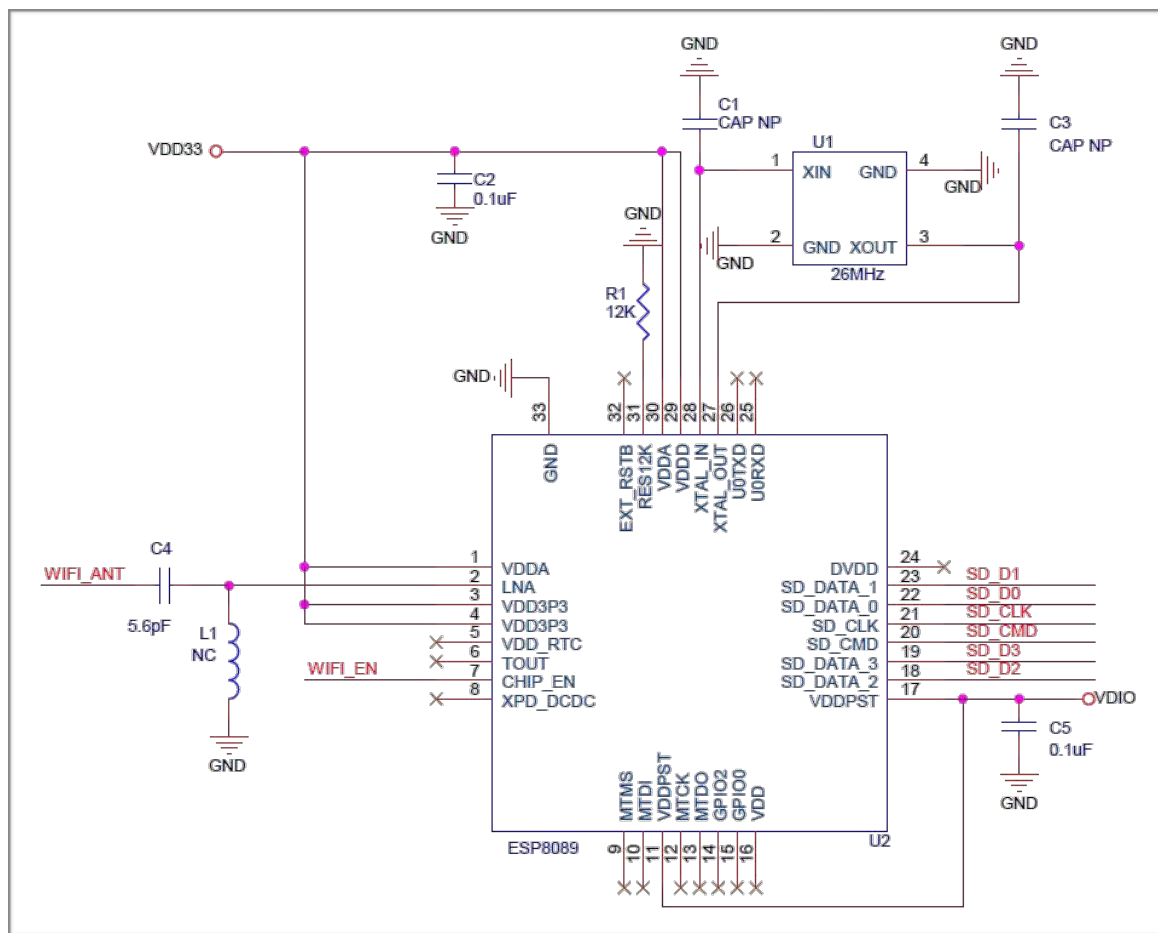 GND
GND
C1
CAP NP
C3
CAP NP
VDD33
U1
1
XIN
GND
4
GND
C2
0.1uF
GND
GND
2
GND
XOUT
3
GND
26MHz
R1
12K
GND
33
32
31
30
29
28
27
26
25
GND
EXT_RSTB
RES12K
VDDA
VDDD
XTAL_IN
XTAL_OUT
U0TXD
U0RXD
WIFI_ANT
C4
5.6pF
L1
NC
GND
WIFI_EN
1
VDDA
2
LNA
3
VDD3P3
4
VDD3P3
5
VDD_RTC
6
TOUT
7
CHIP_EN
8
XPD_DCDC
DVDD
24
SD_DATA_1
23
SD_D1
SD_DATA_0
22
SD_D0
SD_CLK
21
SD_CLK
SD_CMD
20
SD_CMD
SD_DATA_3
19
SD_D3
SD_DATA_2
18
SD_D2
VDDPST
17
VDIO
C5
0.1uF
GND
MTMS
MTDI
VDDPST
MTCK
MTDO
GPIO2
GPIO0
VDD
ESP8089
U2
9
10
11
12
13
14
15
16